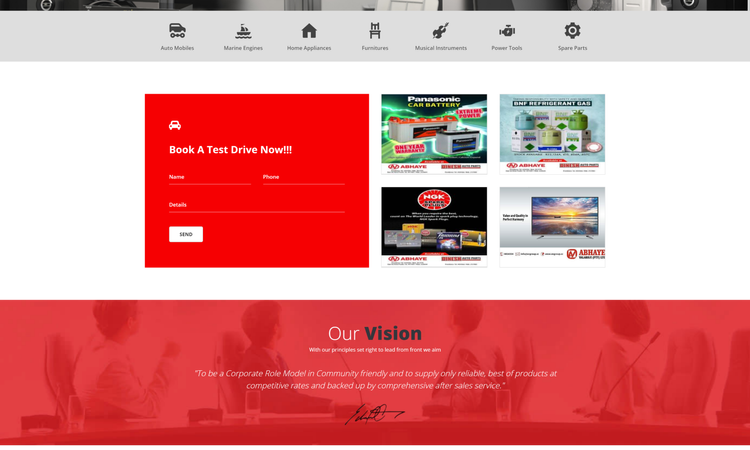 Auto Mobiles
Marine Engines
Home Appliances
Furnitures
Musical Instruments
Power Tools
Spare Parts
Book A Test Drive Now!!!
Name
Phone
Details
SEND
Panasonic
CAR BATTERY
EXTREME
POWER
ONE YEAR
WARRANTY
ABHAYE
BNF REFRIGERANT GAS
ABHAYE
NGK
ABHAYE
ABHAYE
Our Vision
With our principles set right to lead from front we aim
"To be a Corporate Role Model in Community friendly and to supply only reliable, best of products at
competitive rates and backed up by comprehensive after sales service."